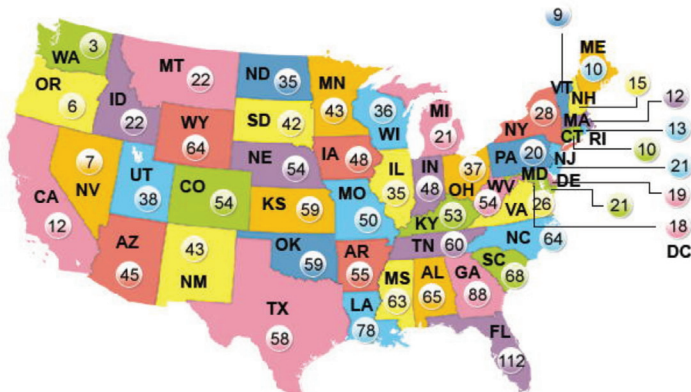 9
WA 3
MT 22
ND 35
MN 43
ME 10
VT
NH
15
OR 6
ID 22
WY 64
SD 42
WI 36
MI 21
NY 28
MA
12
CT
RI
13
NV 7
UT 38
CO 54
NE 54
IA 48
IL 35
IN 48
OH 37
PA 20
NJ
10
21
MD
DE
19
CA 12
AZ 45
NM 43
KS 59
MO 50
KY 53
WV 54
VA 26
21
18
DC
OK 59
AR 55
TN 60
NC 64
SC 68
TX 58
LA 78
MS 63
AL 65
GA 88
FL 112